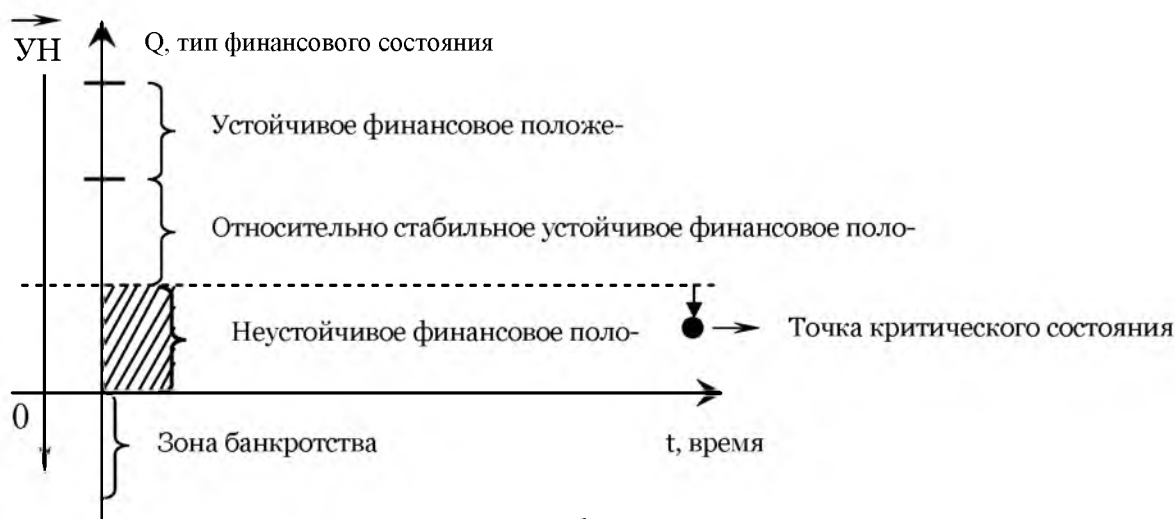 УН
Q, тип финансового состояния
Устойчивое финансовое положе-
Относительно стабильное устойчивое финансовое поло-
Неустойчивое финансовое поло-
Точка критического состояния
0
Зона банкротства
t, время